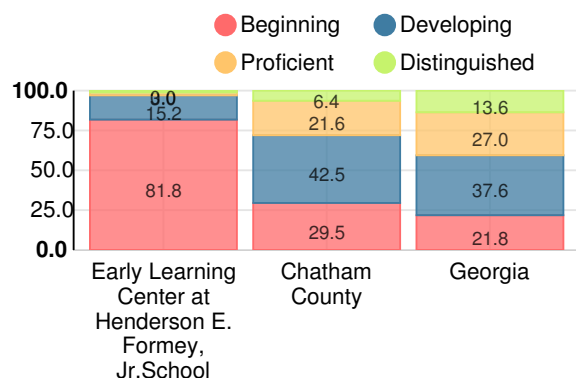 Beginning
Developing
Proficient
Distinguished
100.0
75.0
50.0
25.0
0.0
3.0
0.0
15.2
81.8
6.4
21.6
42.5
29.5
13.6
27.0
37.6
21.8
Early Learning
Center at
Henderson E.
Formey,
Jr.School
Chatham
County
Georgia